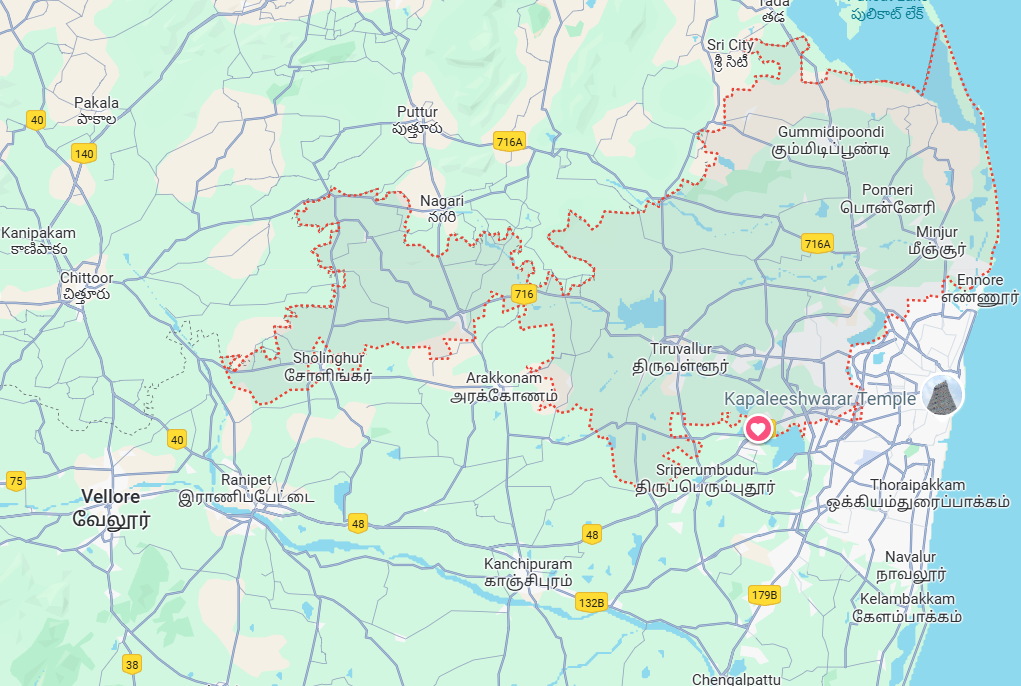 Tada
తడ
పులికాట్ లేక్
Sri City
శ్రీ సిటీ
Pakala
పాకాల
40
140
Puttur
పుత్తూరు
716A
Gummidipoondi
கும்மிடிப்பூண்டி
Ponneri
பொன்னேரி
Nagari
నగరి
716A
Minjur
மீஞ்சூர்
Kanipakam
కాణిపాకం
Chittoor
చిత్తూరు
Ennore
எண்ணூர்
716
Sholinghur
சோளிங்கர்
Tiruvallur
திருவள்ளூர்
Arakkonam
அரக்கோணம்
Kapaleeshwarar Temple
40
75
Vellore
வேலூர்
Ranipet
இராணிப்பேட்டை
Sriperumbudur
திருப்பெரும்புதூர்
Thoraipakkam
ஒக்கியம்துரைப்பாக்கம்
48
48
Kanchipuram
காஞ்சிபுரம்
Navalur
நாவலூர்
132B
179B
Kelambakkam
கேளம்பாக்கம்
38
Chengalpattu